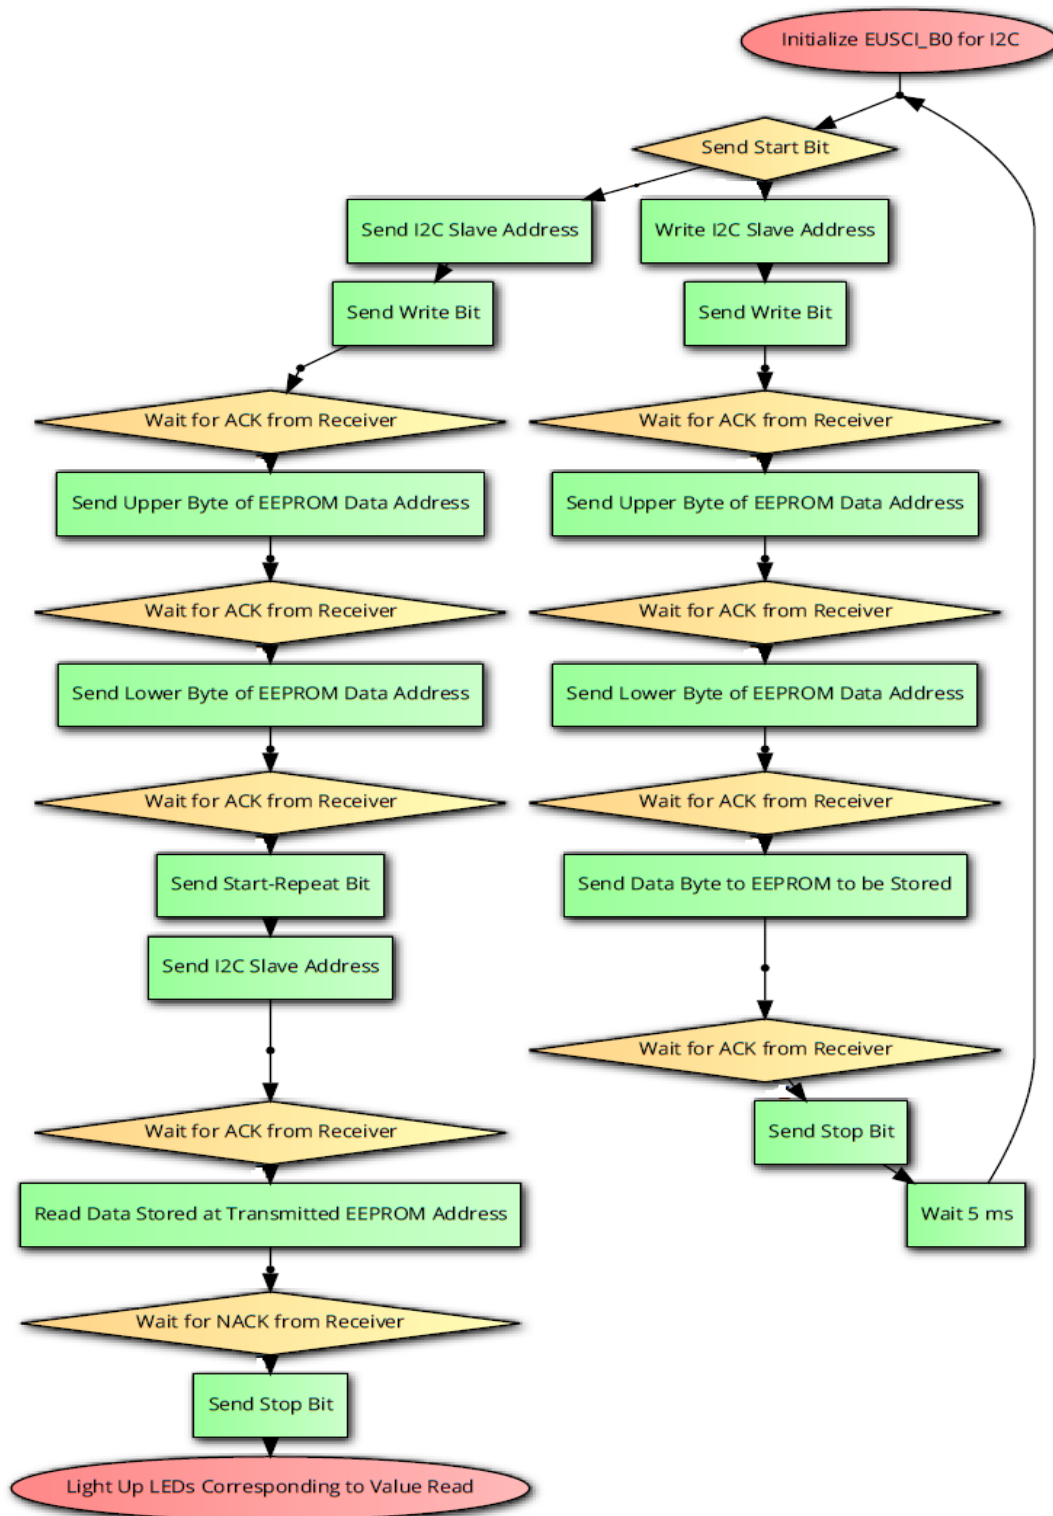 Initialize EUSCI_B0 for I2C
Send Start Bit
Send I2C Slave Address
Write I2C Slave Address
Send Write Bit
Send Write Bit
Wait for ACK from Receiver
Wait for ACK from Receiver
Send Upper Byte of EEPROM Data Address
Send Upper Byte of EEPROM Data Address
Wait for ACK from Receiver
Wait for ACK from Receiver
Send Lower Byte of EEPROM Data Address
Send Lower Byte of EEPROM Data Address
Wait for ACK from Receiver
Wait for ACK from Receiver
Send Start-Repeat Bit
Send Data Byte to EEPROM to be Stored
Send I2C Slave Address
Wait for ACK from Receiver
Wait for ACK from Receiver
Send Stop Bit
Read Data Stored at Transmitted EEPROM Address
Wait 5 ms
Wait for NACK from Receiver
Send Stop Bit
Light Up LEDs Corresponding to Value Read